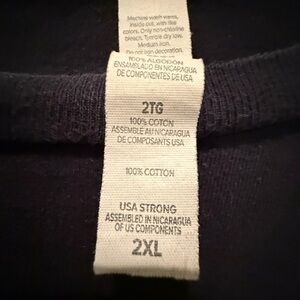 Machine wash warm,
inside out, with like
colors. Only non-chlorine
bleach. Tumble dry low.
Medium iron.
Do not iron decoration.
100% ALGODÓN
ENSAMBLADO EN NICARAGUA
DE COMPONENTES DE USA
2TG
100% COTON
ASSEMBLÉ AU NICARAGUA
DE COMPOSANTS USA
100% COTTON
USA STRONG
ASSEMBLED IN NICARAGUA
OF US COMPONENTS
2XL